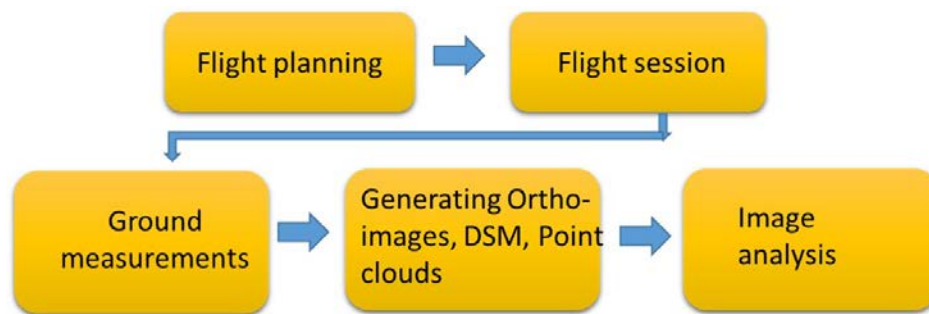 Flight planning
Flight session
Ground
measurements
Generating Ortho-
images, DSM, Point
clouds
Image
analysis